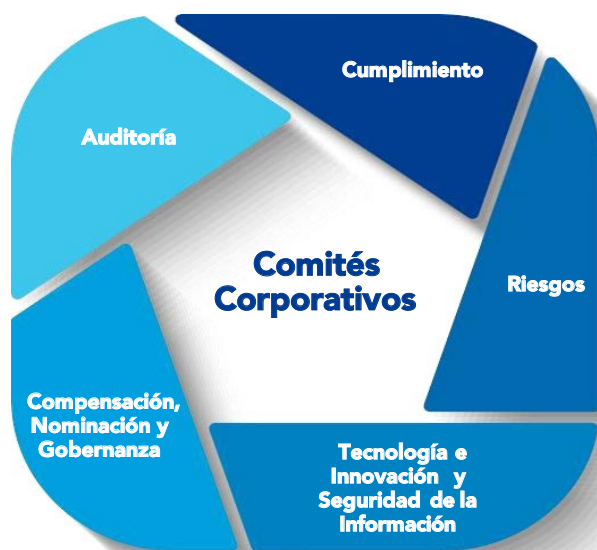 Cumplimiento
Auditoría
Comités
Corporativos
Riesgos
Compensación,
Nominación y
Gobernanza
Tecnología e
Innovación y
Seguridad de la
Información